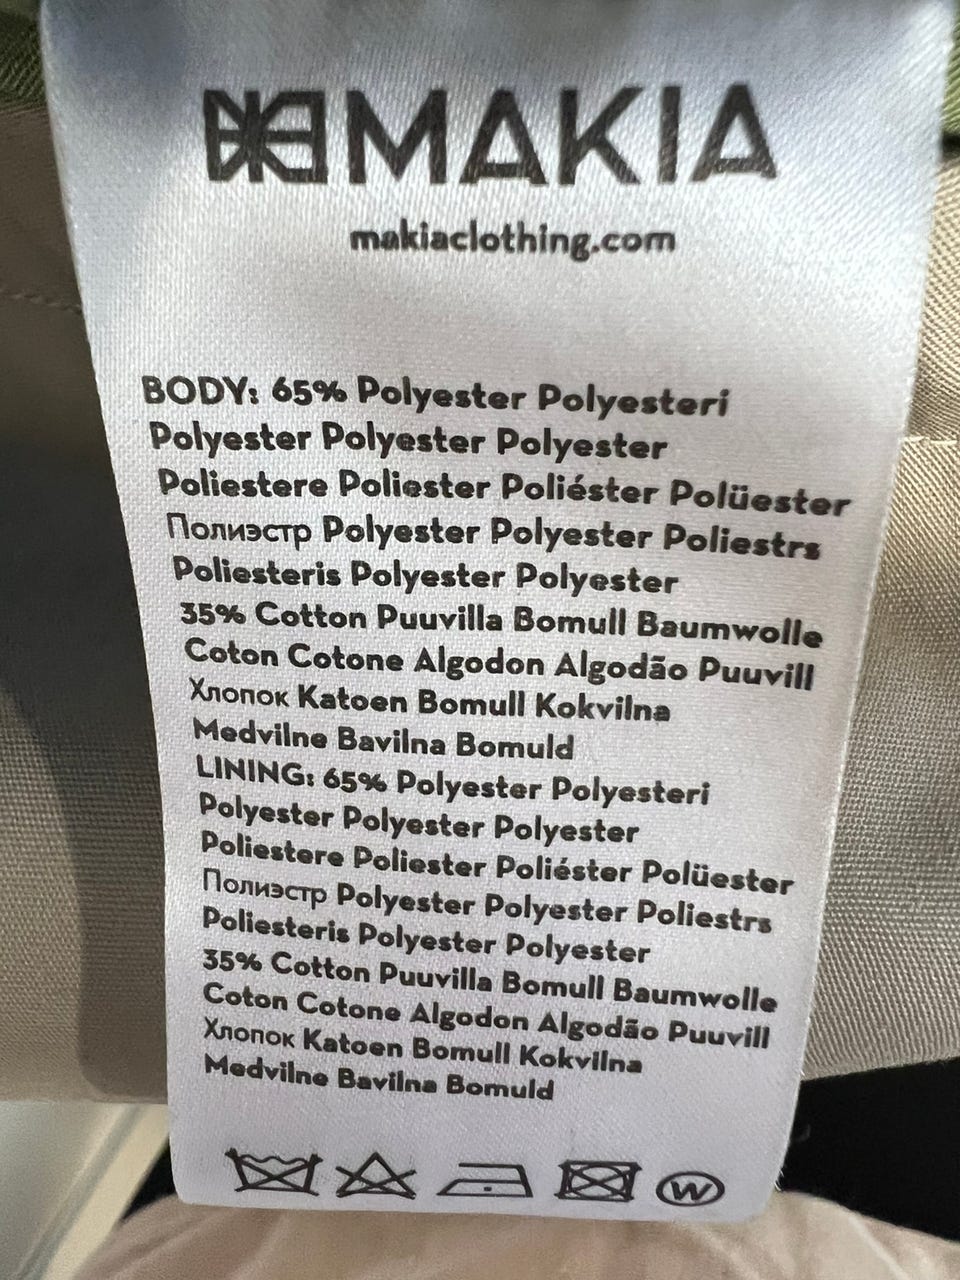 MAKIA
makiaclothing.com
BODY: 65% Polyester Polyesteri
Polyester Polyester Polyester
Poliestere Poliester Poliéster Polüester
Полиэстр Polyester Polyester Poliestrs
Poliesteris Polyester Polyester
35% Cotton Puuvilla Bomull Baumwolle
Coton Cotone Algodon Algodão Puuvill
Хлопок Katoen Bomull Kokvilna
Medvilne Bavilna Bomuld
LINING: 65% Polyester Polyesteri
Polyester Polyester Polyester
Poliestere Poliester Poliéster Polüester
Полиэстр Polyester Polyester Poliestrs
Poliesteris Polyester Polyester
35% Cotton Puuvilla Bomull Baumwolle
Coton Cotone Algodon Algodão Puuvill
Хлопок Katoen Bomull Kokvilna
Medvilne Bavilna Bomuld
W